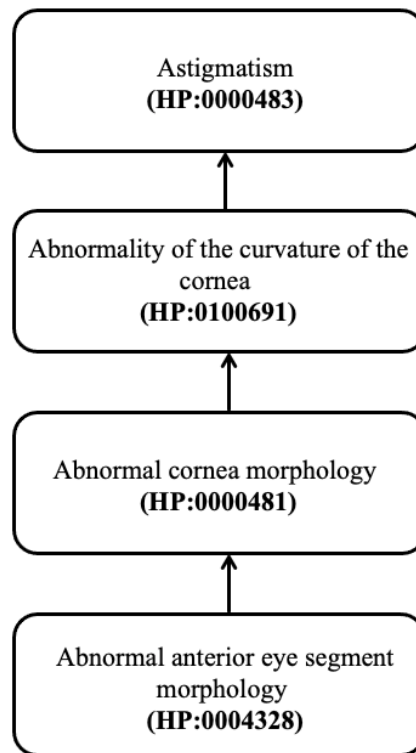 Astigmatism
(HP:0000483)
Abnormality of the curvature of the
cornea
(HP:0100691)
Abnormal cornea morphology
(HP:0000481)
Abnormal anterior eye segment
morphology
(HP:0004328)